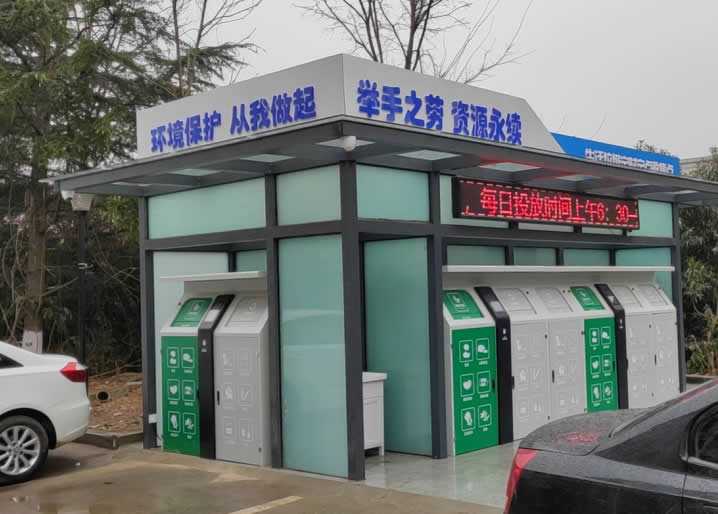 环境保护 从我做起
举手之劳 资源永续
每日投放时间上午6：30—